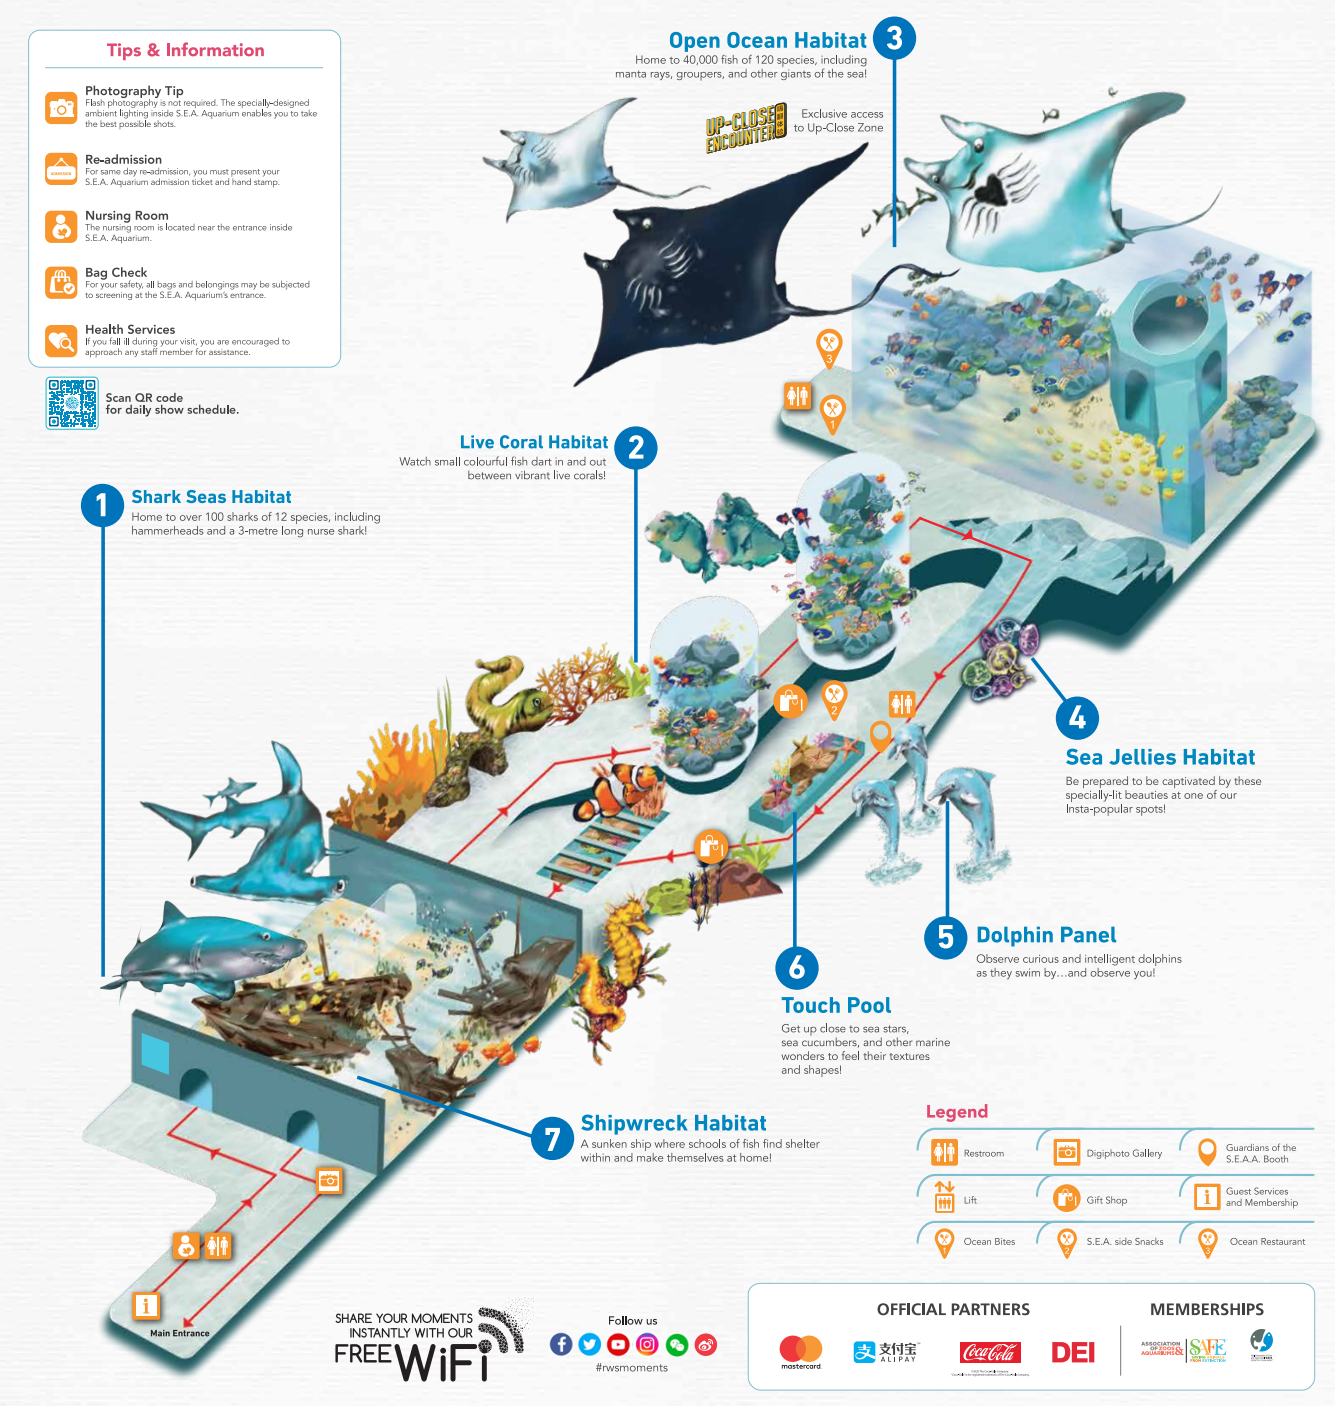 Tips & Information
Photography Tip
Flash photography is not required. The specially-designed
ambient lighting inside S.E.A. Aquarium enables you to take
the best possible shots.
Re-admission
For same day re-admission, you must present your
S.E.A. Aquarium admission ticket and hand stamp.
Nursing Room
The nursing room is located near the entrance inside
S.E.A. Aquarium.
Bag Check
For your safety, all bags and belongings may be subjected
to screening at the S.E.A. Aquarium's entrance.
Health Services
If you fall ill during your visit, you are encouraged to
approach any staff member for assistance.
Scan QR code
for daily show schedule.
Open Ocean Habitat 3
Home to 40,000 fish of 120 species, including
manta rays, groupers, and other giants of the sea!
UP-CLOSE
ENCOUNTER
Exclusive access
to Up-Close Zone
3
1
Live Coral Habitat 2
Watch small colourful fish dart in and out
between vibrant live corals!
1 Shark Seas Habitat
Home to over 100 sharks of 12 species, including
hammerheads and a 3-metre long nurse shark!
2
4
Sea Jellies Habitat
Be prepared to be captivated by these
specially-lit beauties at one of our
Insta-popular spots!
5 Dolphin Panel
Observe curious and intelligent dolphins
as they swim by...and observe you!
6
Touch Pool
Get up close to sea stars,
sea cucumbers, and other marine
wonders to feel their textures
and shapes!
7 Shipwreck Habitat
A sunken ship where schools of fish find shelter
within and make themselves at home!
i
Main Entrance
Legend
Restroom
Digiphoto Gallery
Guardians of the
S.E.A.A. Booth
Lift
Gift Shop
i
Guest Services
and Membership
1 Ocean Bites
2 S.E.A. side Snacks
3 Ocean Restaurant
SHARE YOUR MOMENTS
INSTANTLY WITH OUR
FREE WiFi
Follow us
#rwsmoments
OFFICIAL PARTNERS
mastercard
支 支付宝
ALIPAY
Coca-Cola
DEI
MEMBERSHIPS
ASSOCIATION
OF ZOOS &
AQUARIUMS
SAFE
SAVING ANIMALS
FROM EXTINCTION